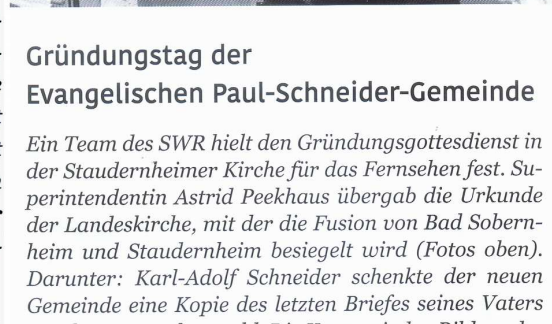 Gründungstag der
Evangelischen Paul-Schneider-Gemeinde
Ein Team des SWR hielt den Gründungsgottesdienst in
der Staudernheimer Kirche für das Fernsehen fest. Su-
perintendentin Astrid Peekhaus übergab die Urkunde
der Landeskirche, mit der die Fusion von Bad Sobern-
heim und Staudernheim besiegelt wird (Fotos oben).
Darunter: Karl-Adolf Schneider schenkte der neuen
Gemeinde eine Kopie des letzten Briefes seines Vaters